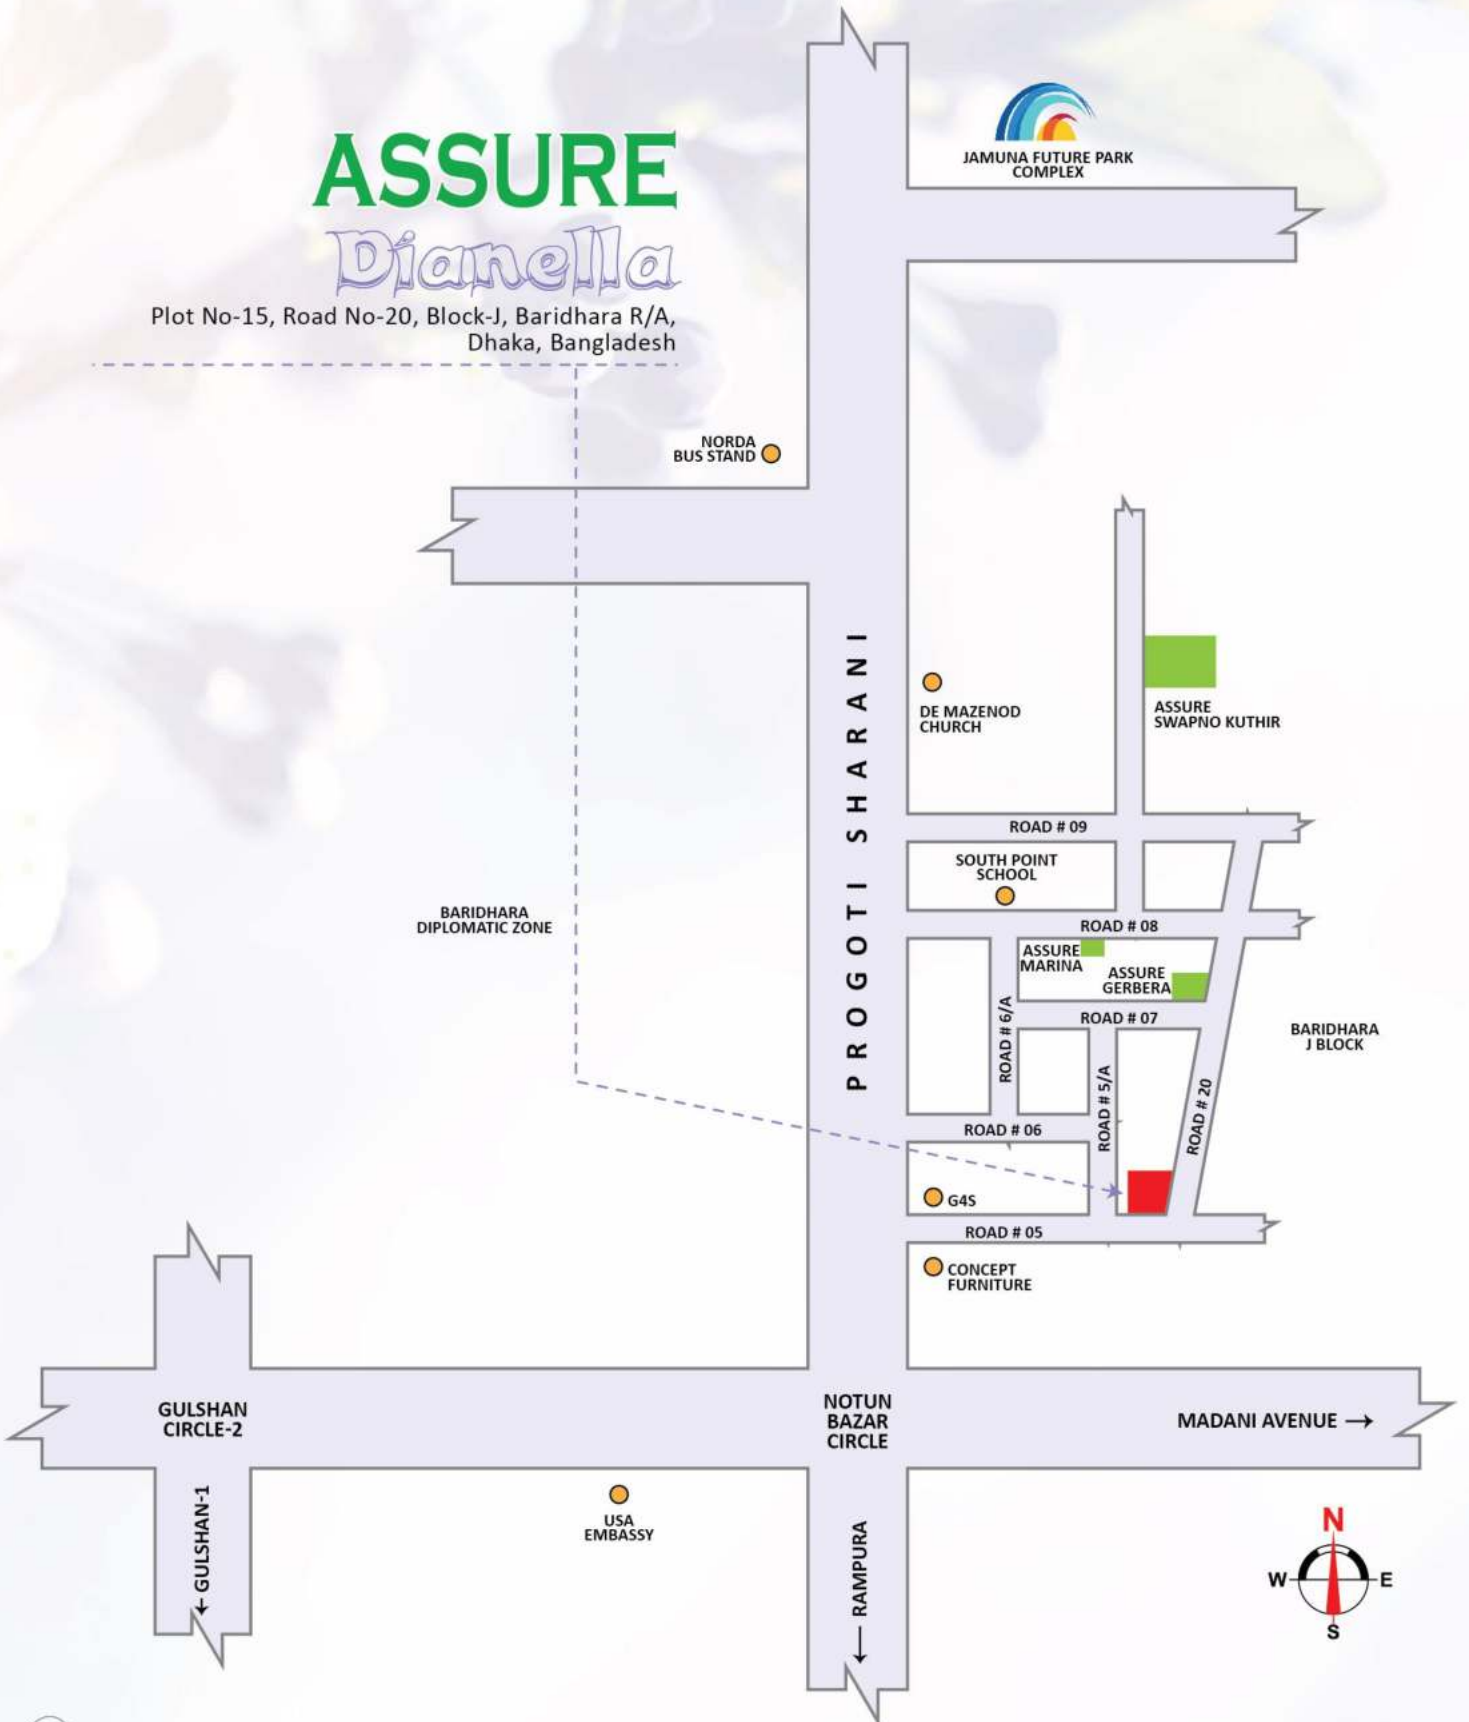 ASSURE
Dianella
Plot No-15, Road No-20, Block-J, Baridhara R/A,
Dhaka, Bangladesh
JAMUNA FUTURE PARK
COMPLEX
NORDA
BUS STAND
PROGOTI SHARANI
DE MAZENOD
CHURCH
ASSURE
SWAPNO KUTHIR
ROAD # 09
SOUTH POINT
SCHOOL
ROAD # 08
BARIDHARA
DIPLOMATIC ZONE
ASSURE
MARINA
ASSURE
GERBERA
ROAD # 6/A
ROAD # 07
BARIDHARA
J BLOCK
ROAD # 5/A
ROAD # 20
ROAD # 06
G4S
ROAD # 05
CONCEPT
FURNITURE
GULSHAN
CIRCLE-2
NOTUN
BAZAR
CIRCLE
MADANI AVENUE →
← GULSHAN-1
USA
EMBASSY
← RAMPURA
N
W
E
S